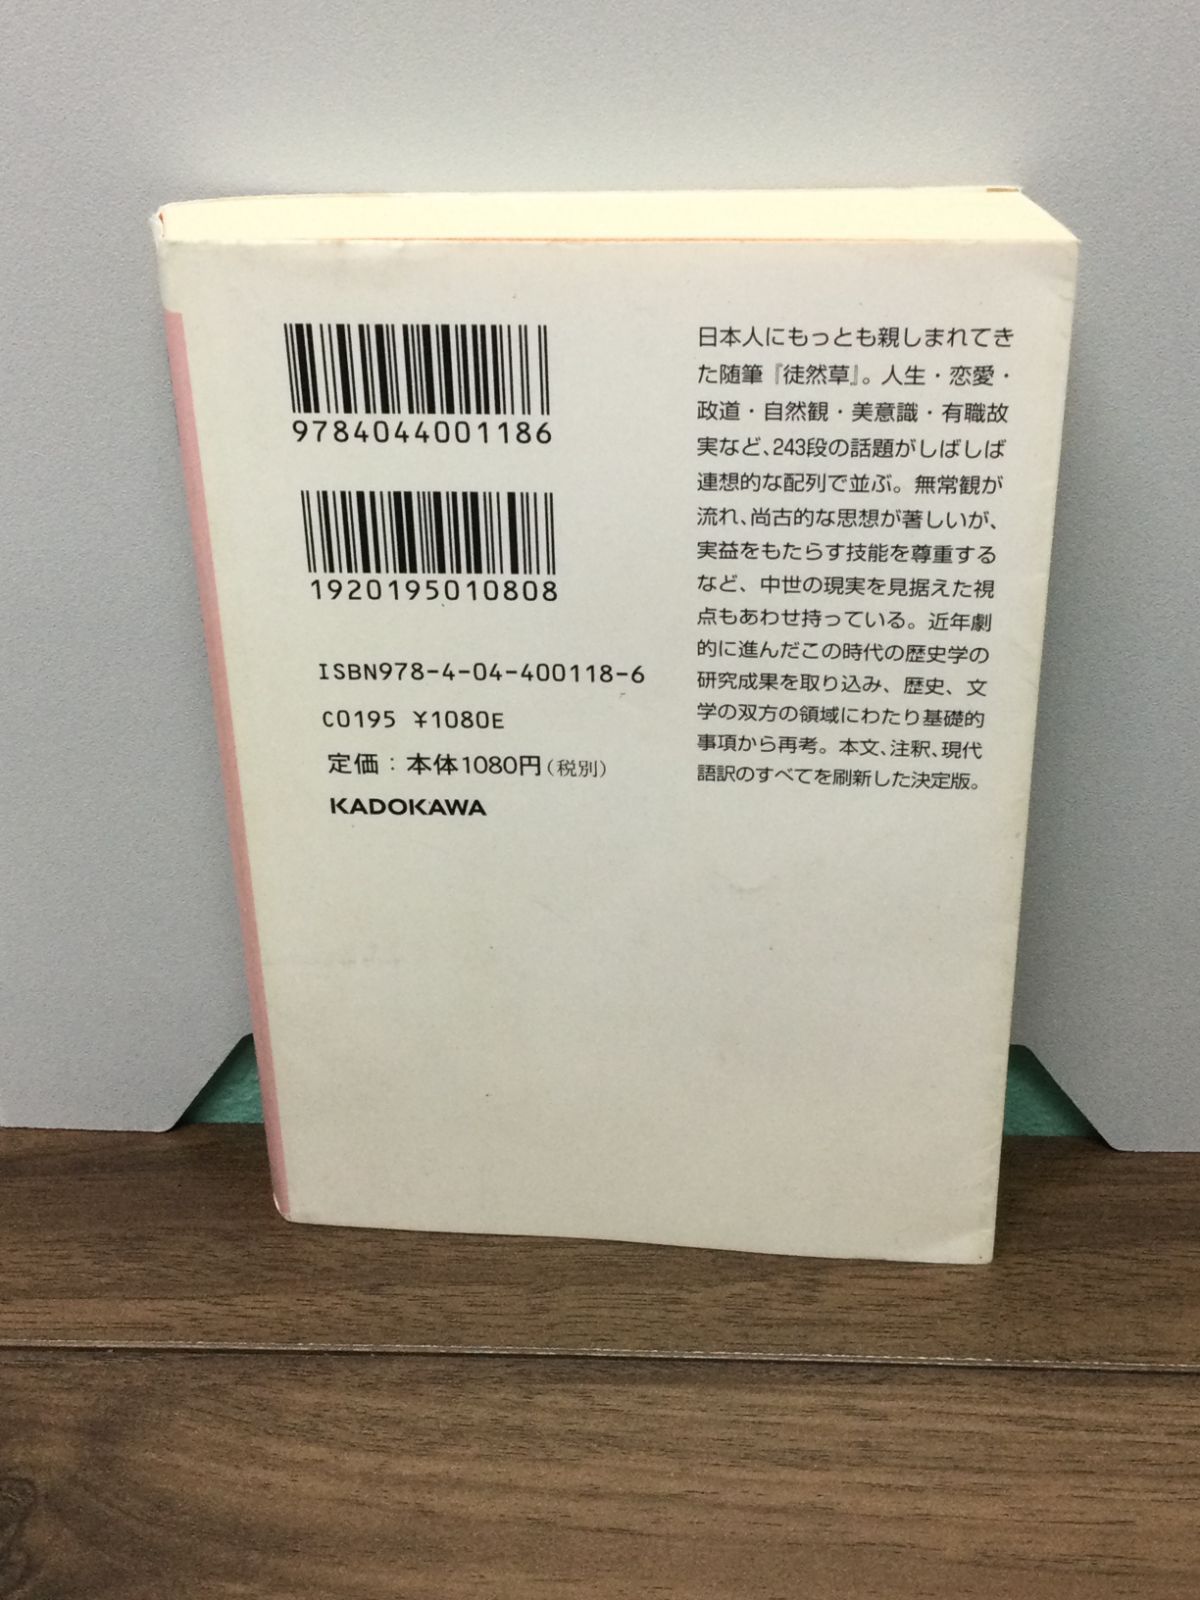 9784044001186
1920195010808
ISBN978-4-04-400118-6
C0195 ¥1080E
定価：本体1080円（税別）
KADOKAWA
日本人にもっとも親しまれてき
た随筆『徒然草』。人生・恋愛・
政道・自然観・美意識・有職故
実など、243段の話題がしばしば
連想的な配列で並ぶ。無常観が
流れ、尚古的な思想が著しいが、
実益をもたらす技能を尊重する
など、中世の現実を見据えた視
点もあわせ持っている。近年劇
的に進んだこの時代の歴史学の
研究成果を取り込み、歴史、文
学の双方の領域にわたり基礎的
事項から再考。本文、注釈、現代
語訳のすべてを刷新した決定版。